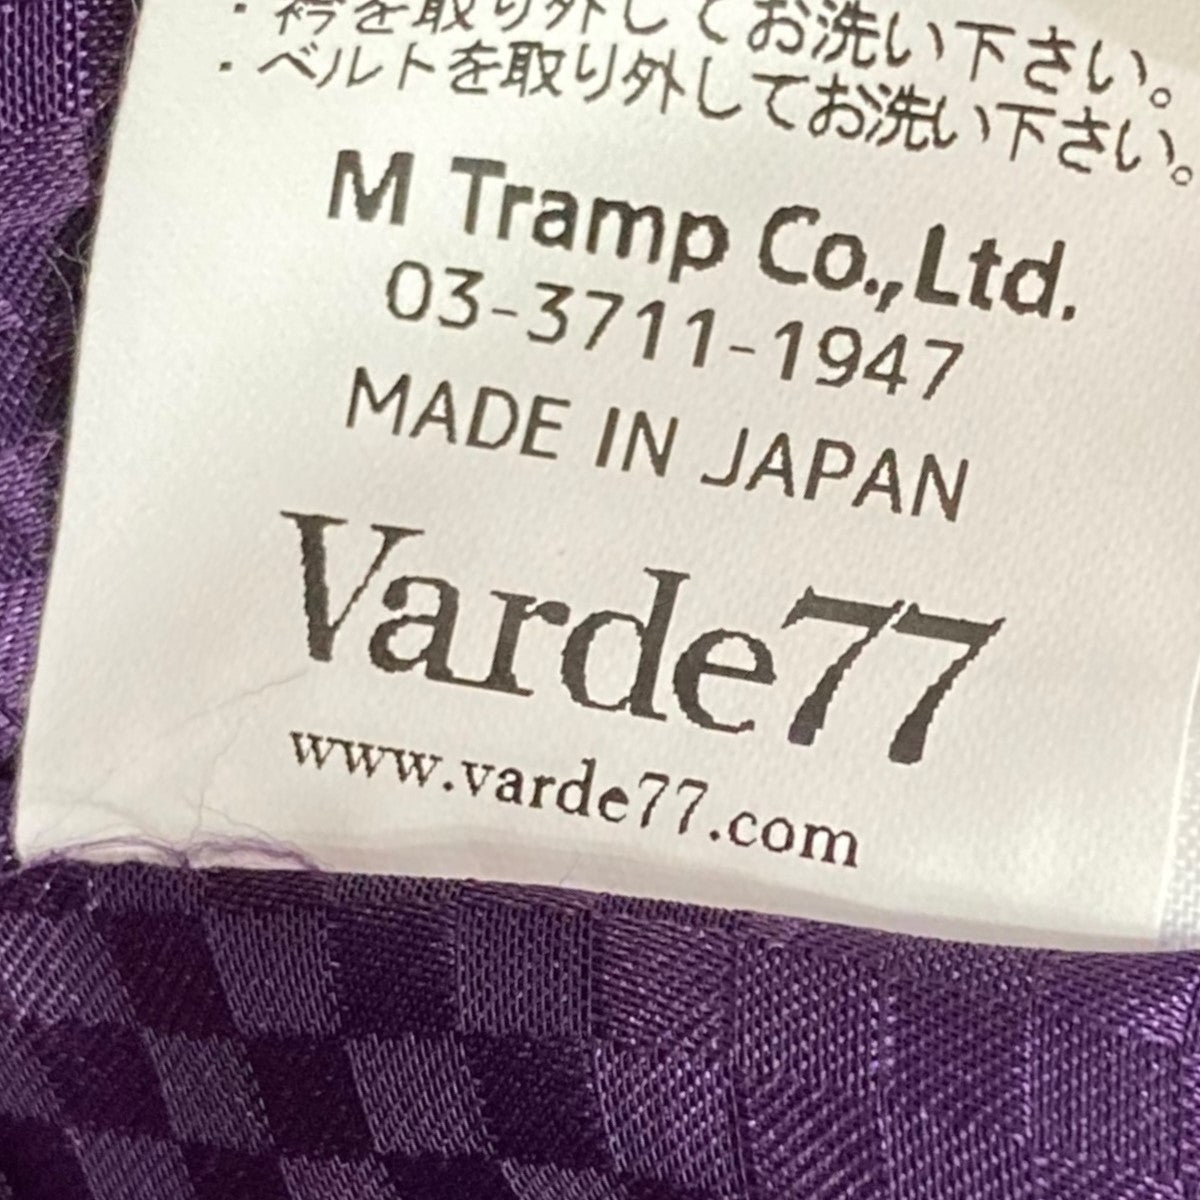 ・衿を取り外してお洗い下さい。
・ベルトを取り外してお洗い下さい。
M Tramp Co.,Ltd.
03-3711-1947
MADE IN JAPAN
Varde77
www.varde77.com